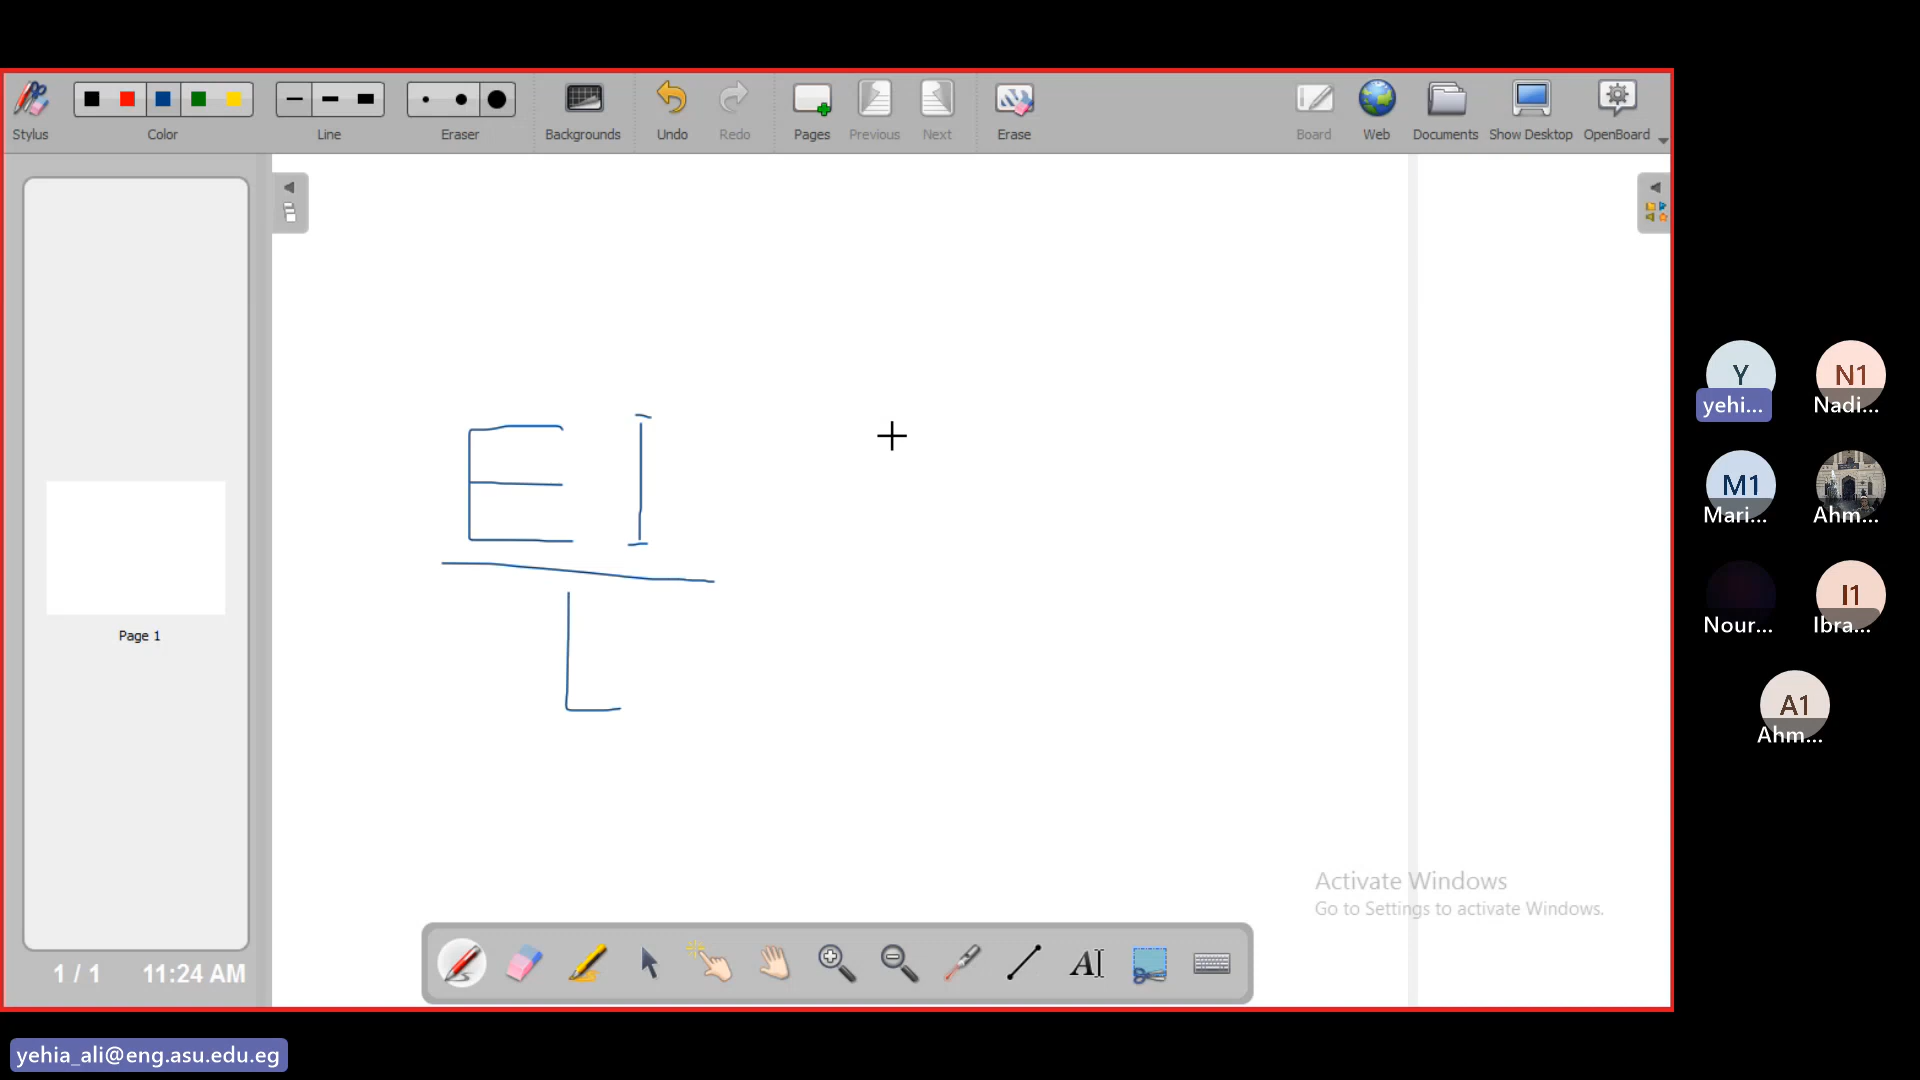 Stylus
Color
Line
Eraser
Backgrounds
Undo
Redo
Pages
Previous
Next
Erase
Board
Web
Documents
Show Desktop
OpenBoard
E I
L
Page 1
1 / 1 11:24 AM
AI
Activate Windows
Go to Settings to activate Windows.
Y
yehi...
N1
Nadi...
M1
Mari...
Ahm...
Nour...
I1
Ibra...
A1
Ahm...
yehia_ali@eng.asu.edu.eg